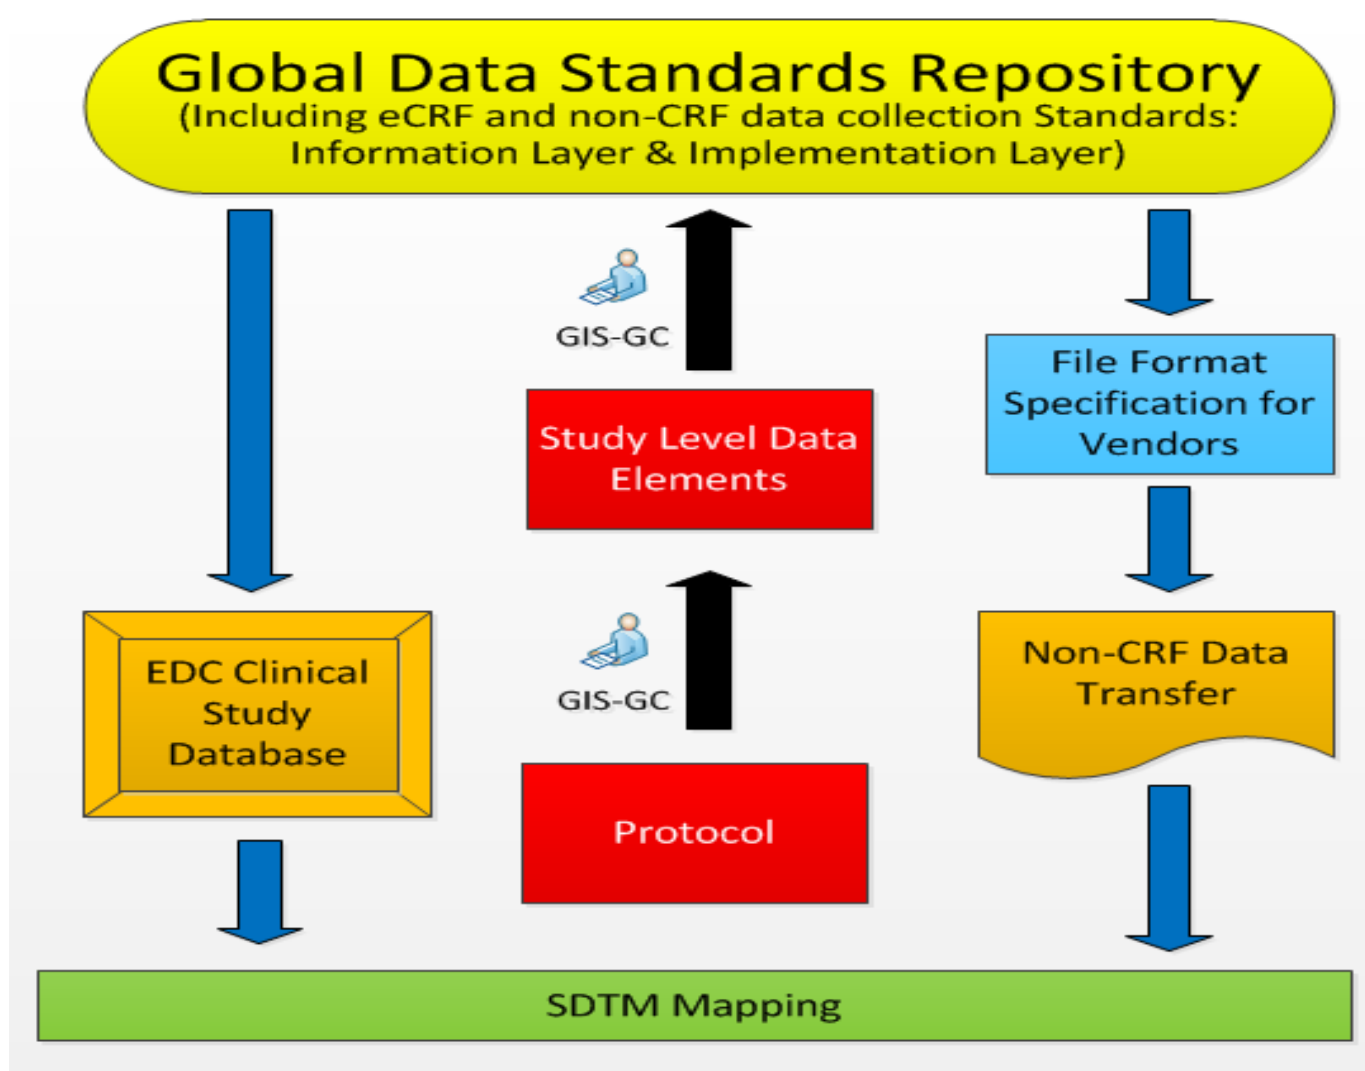 Global Data Standards Repository
(Including eCRF and non-CRF data collection Standards:
Information Layer & Implementation Layer)
GIS-GC
File Format
Specification for
Vendors
Study Level Data
Elements
EDC Clinical
Study
Database
GIS-GC
Non-CRF Data
Transfer
Protocol
SDTM Mapping